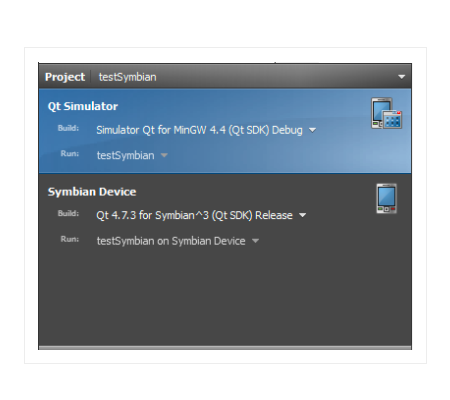 Project testSymbian
Qt Simulator
Build: Simulator Qt for MinGW 4.4 (Qt SDK) Debug
Run: testSymbian
Symbian Device
Build: Qt 4.7.3 for Symbian^3 (Qt SDK) Release
Run: testSymbian on Symbian Device